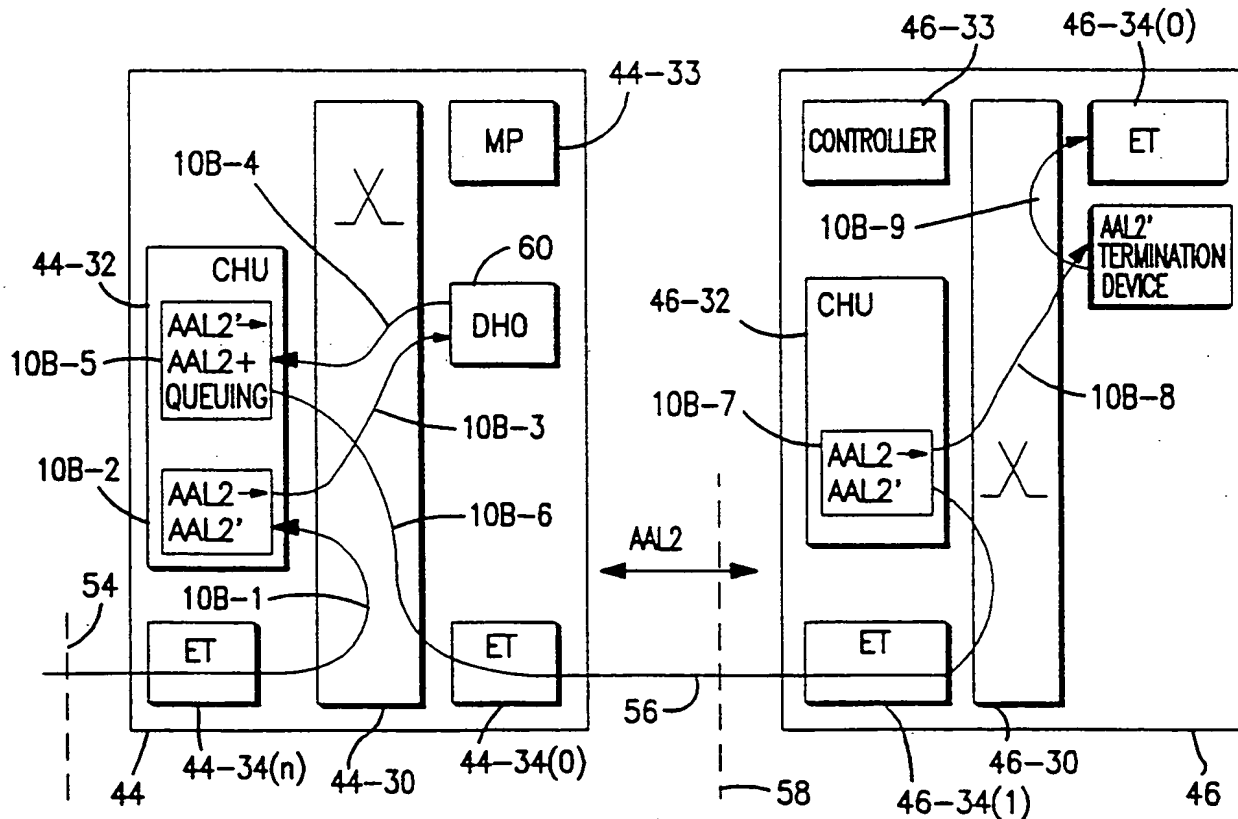 46-33
46-34(0)
44-33
MP
CONTROLLER
ET
10B-4
10B-9
60
AAL2'
TERMINATION
DEVICE
44-32
CHU
46-32
CHU
DHO
AAL2'
10B-5
AAL2+
QUEUING
10B-3
10B-7
10B-8
10B-2
AAL2
AAL2'
AAL2
AAL2'
10B-6
AAL2
54
10B-1
ET
ET
ET
56
44
44-34(n)
44-30
44-34(0)
58
46-34(1)
46-30
46